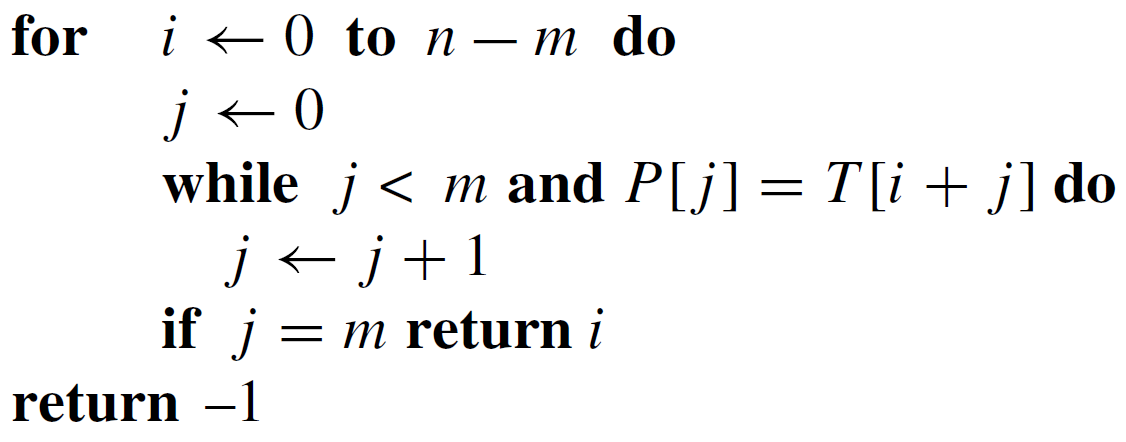 for i ← 0 to n − m do
j ← 0
while j < m and P[j] = T[i + j] do
j ← j + 1
if j = m return i
return −1